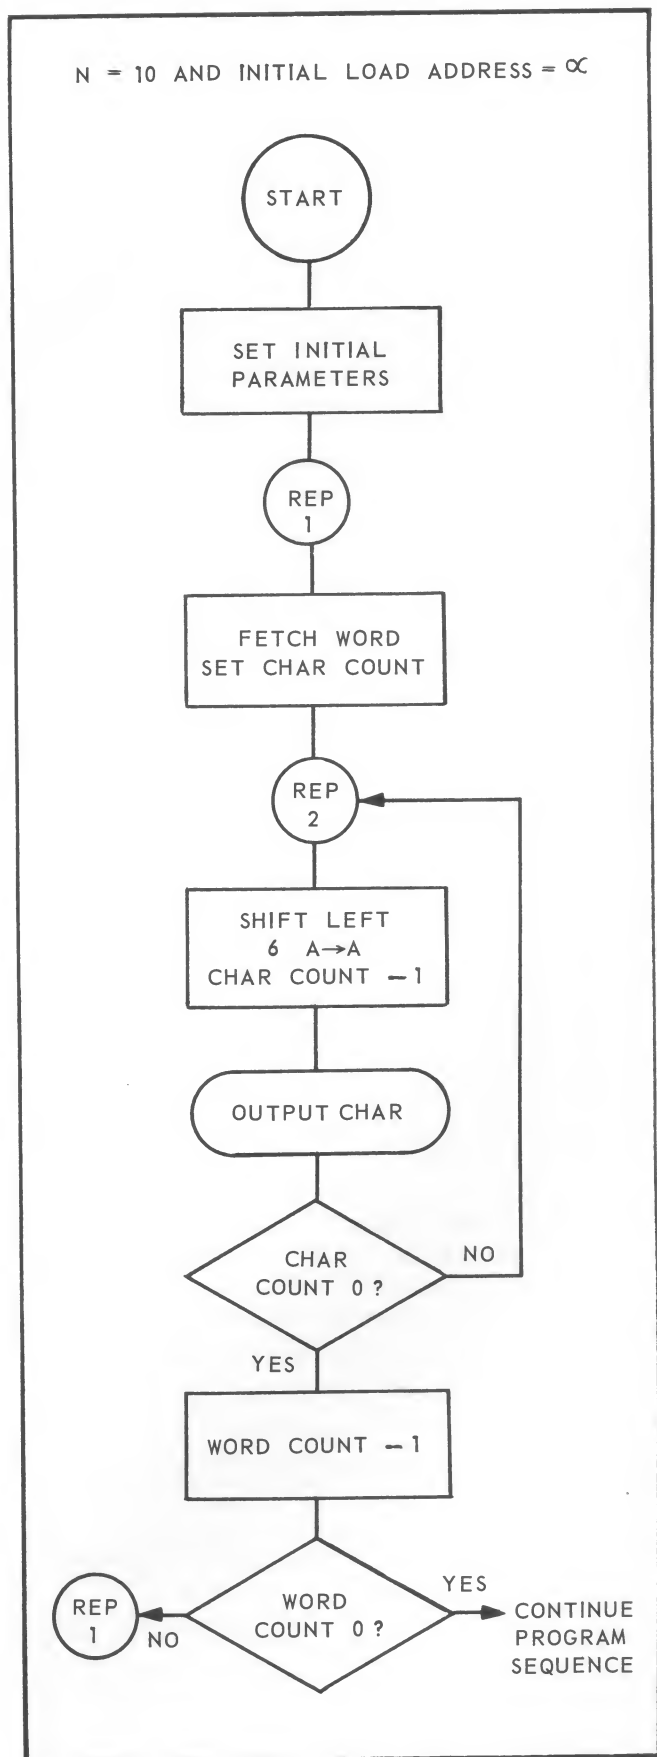 N = 10 AND INITIAL LOAD ADDRESS = ∝
START
SET INITIAL
PARAMETERS
REP
1
FETCH WORD
SET CHAR COUNT
REP
2
SHIFT LEFT
6 A→A
CHAR COUNT – 1
OUTPUT CHAR
CHAR
COUNT 0 ?
NO
YES
WORD COUNT – 1
WORD
COUNT 0 ?
REP
1
NO
YES
CONTINUE
PROGRAM
SEQUENCE